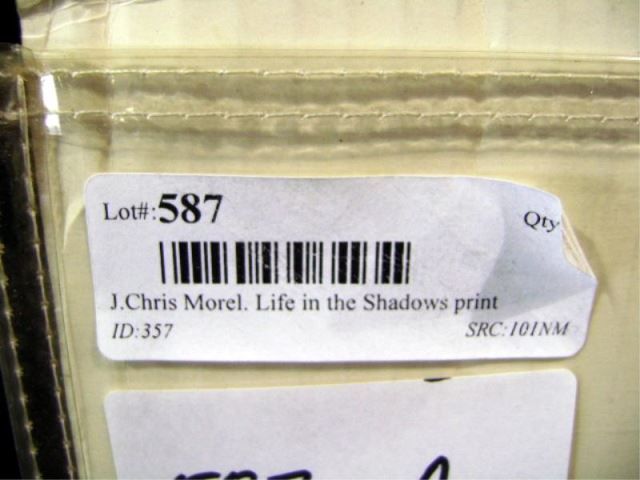 Lot#:587
Qty
J.Chris Morel. Life in the Shadows print
ID:357 SRC:101NM